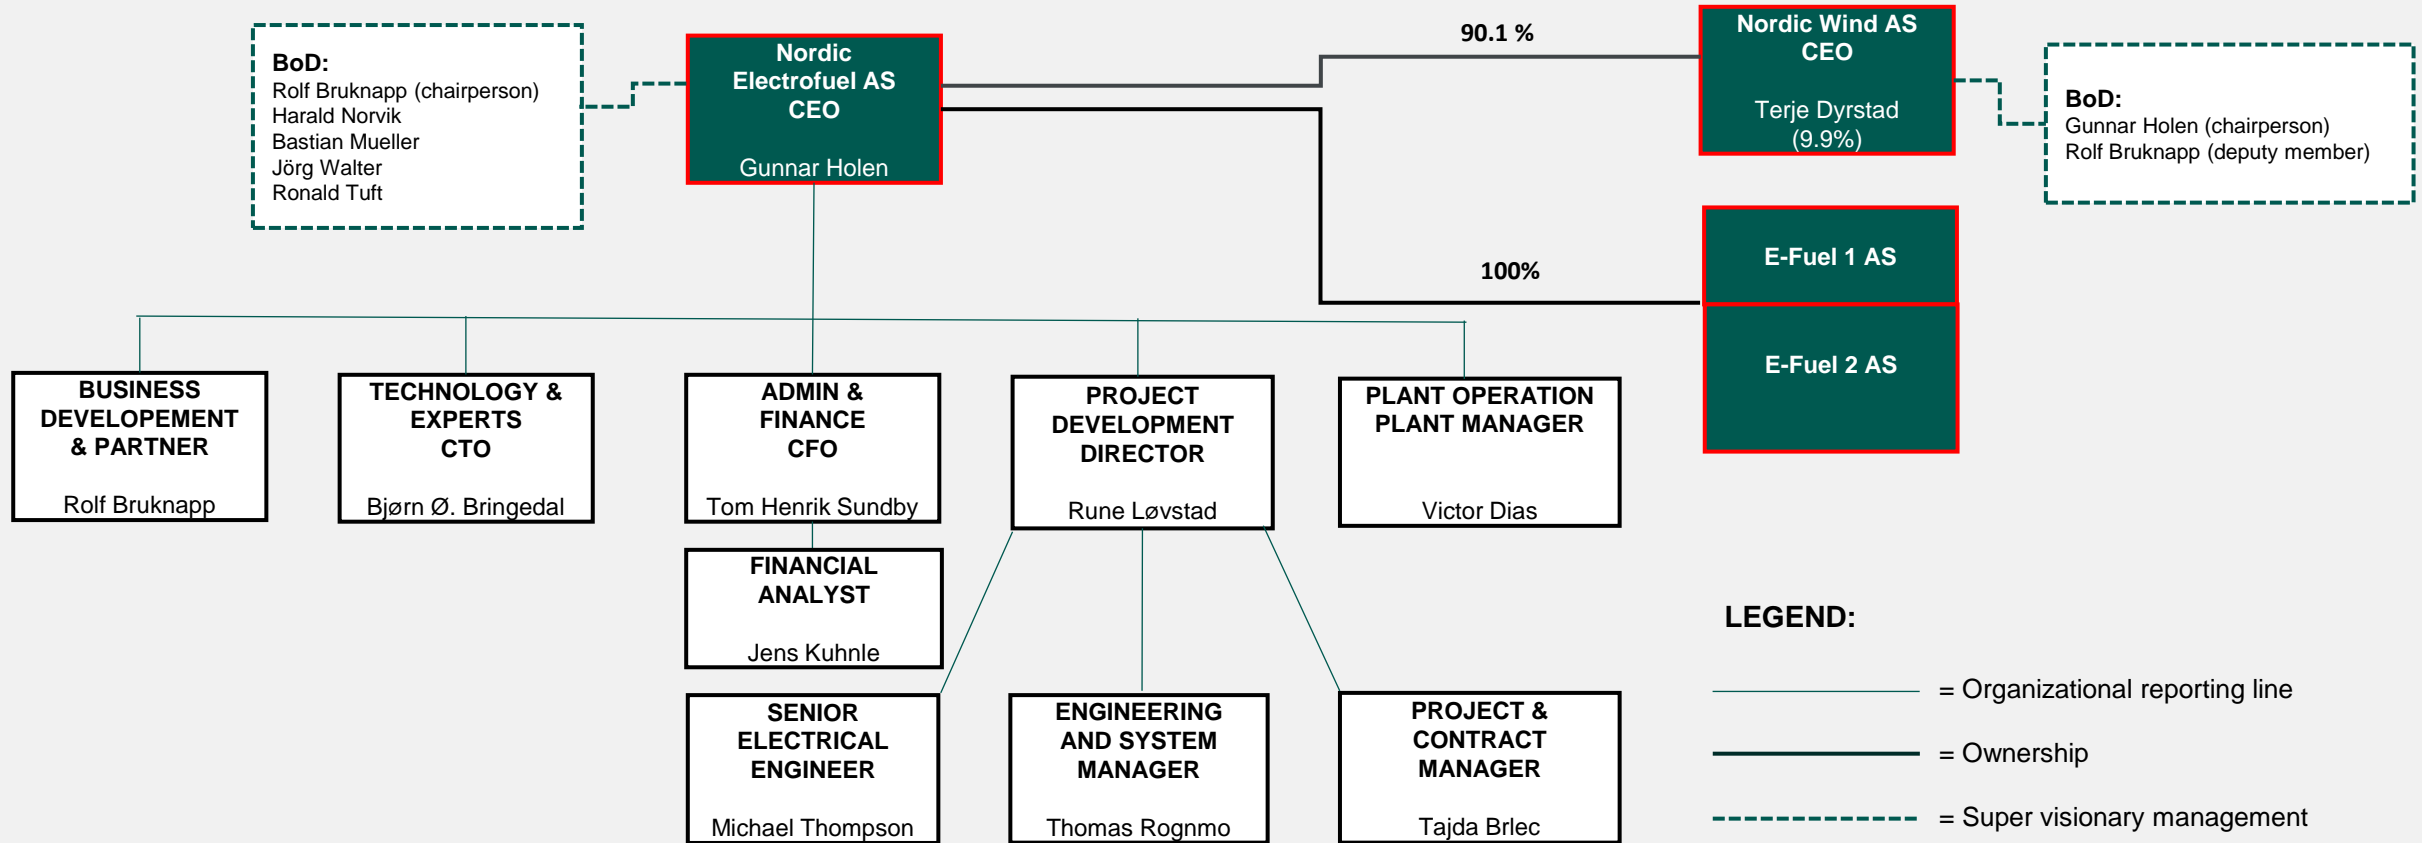 BoD:
Rolf Bruknapp (chairperson)
Harald Norvik
Bastian Mueller
Jörg Walter
Ronald Tuft
Nordic
Electrofuel AS
CEO
Gunnar Holen
90.1 %
Nordic Wind AS
CEO
Terje Dyrstad
(9.9%)
BoD:
Gunnar Holen (chairperson)
Rolf Bruknapp (deputy member)
100%
E-Fuel 1 AS
E-Fuel 2 AS
BUSINESS
DEVELOPEMENT
& PARTNER
Rolf Bruknapp
TECHNOLOGY &
EXPERTS
CTO
Bjørn Ø. Bringedal
ADMIN &
FINANCE
CFO
Tom Henrik Sundby
PROJECT
DEVELOPMENT
DIRECTOR
Rune Løvstad
PLANT OPERATION
PLANT MANAGER
Victor Dias
FINANCIAL
ANALYST
Jens Kuhnle
SENIOR
ELECTRICAL
ENGINEER
Michael Thompson
ENGINEERING
AND SYSTEM
MANAGER
Thomas Rognmo
PROJECT &
CONTRACT
MANAGER
Tajda Brlec
LEGEND:
= Organizational reporting line
= Ownership
= Super visionary management